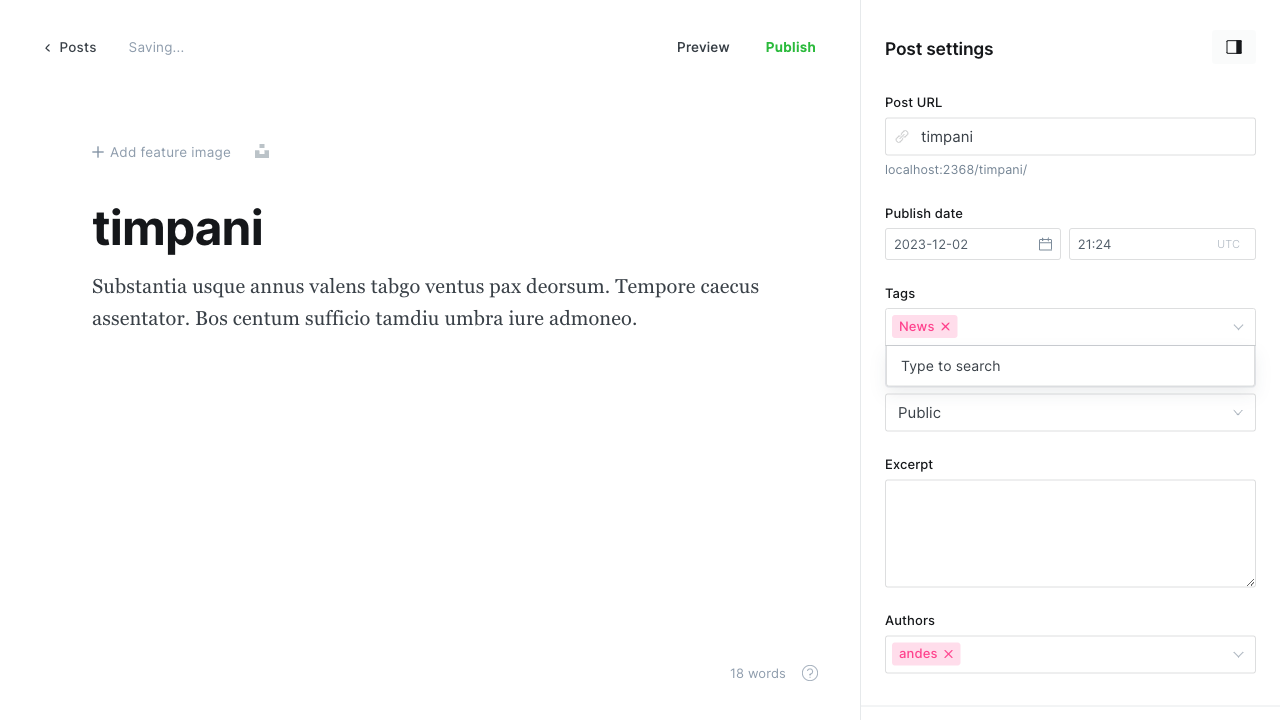 Posts
Saving...
Preview
Publish
Add feature image
timpani
Substantia usque annus valens tabgo ventus pax deorsum. Tempore caecus
assentator. Bos centum sufficio tamdiu umbra iure admoneo.
18 words
Post settings
Post URL
timpani
localhost:2368/timpani/
Publish date
2023-12-02
21:24 UTC
Tags
News
Type to search
Public
Excerpt
Authors
andes